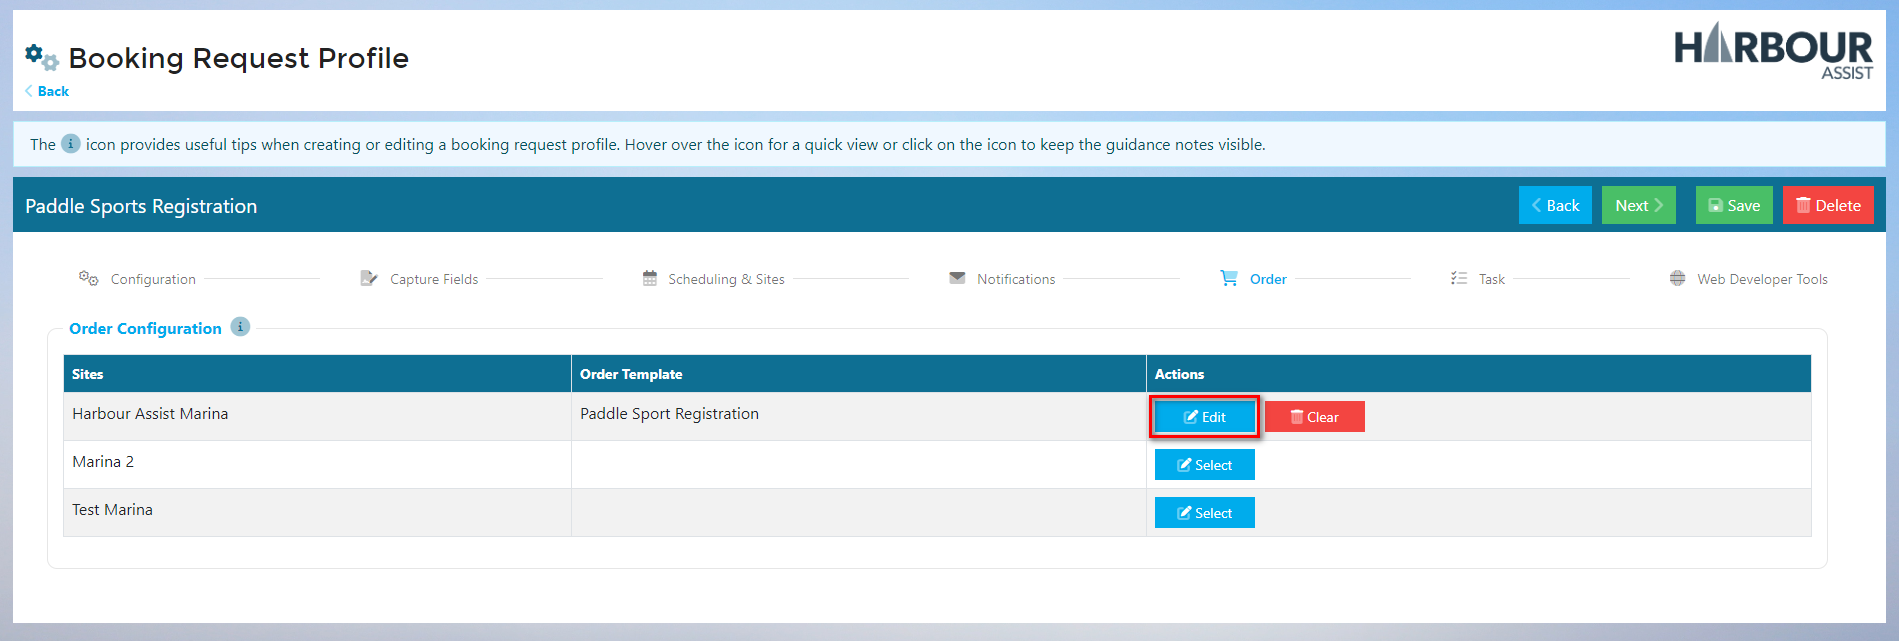 Booking Request Profile
HARBOUR
ASSIST
Back
The i icon provides useful tips when creating or editing a booking request profile. Hover over the icon for a quick view or click on the icon to keep the guidance notes visible.
Paddle Sports Registration Back Next Save Delete
Configuration Capture Fields Scheduling & Sites Notifications Order Task Web Developer Tools
Order Configuration i
Sites Order Template Actions
Harbour Assist Marina Paddle Sport Registration Edit Clear
Marina 2 Select
Test Marina Select